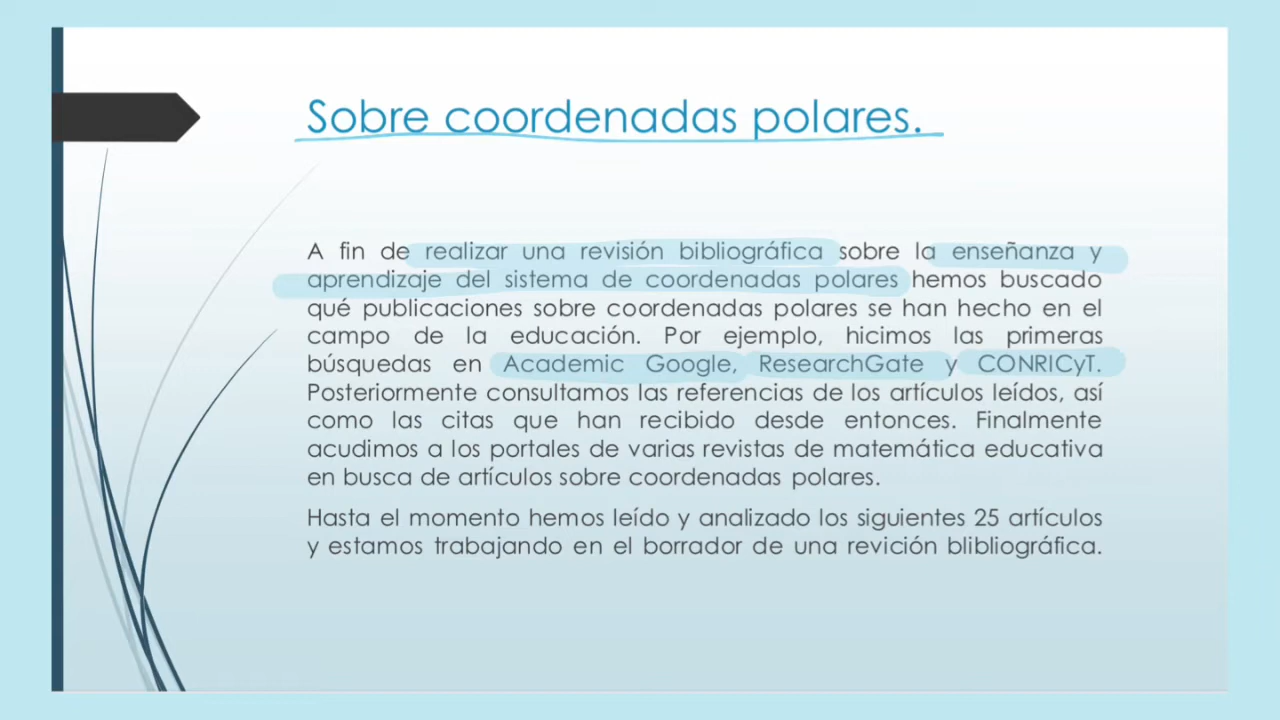 Sobre coordenadas polares.
A fin de realizar una revisión bibliográfica sobre la enseñanza y
aprendizaje del sistema de coordenadas polares hemos buscado
qué publicaciones sobre coordenadas polares se han hecho en el
campo de la educación. Por ejemplo, hicimos las primeras
búsquedas en Academic Google, ResearchGate y CONRICyT.
Posteriormente consultamos las referencias de los artículos leídos, así
como las citas que han recibido desde entonces. Finalmente
acudimos a los portales de varias revistas de matemática educativa
en busca de artículos sobre coordenadas polares.
Hasta el momento hemos leído y analizado los siguientes 25 artículos
y estamos trabajando en el borrador de una revición blibliográfica.